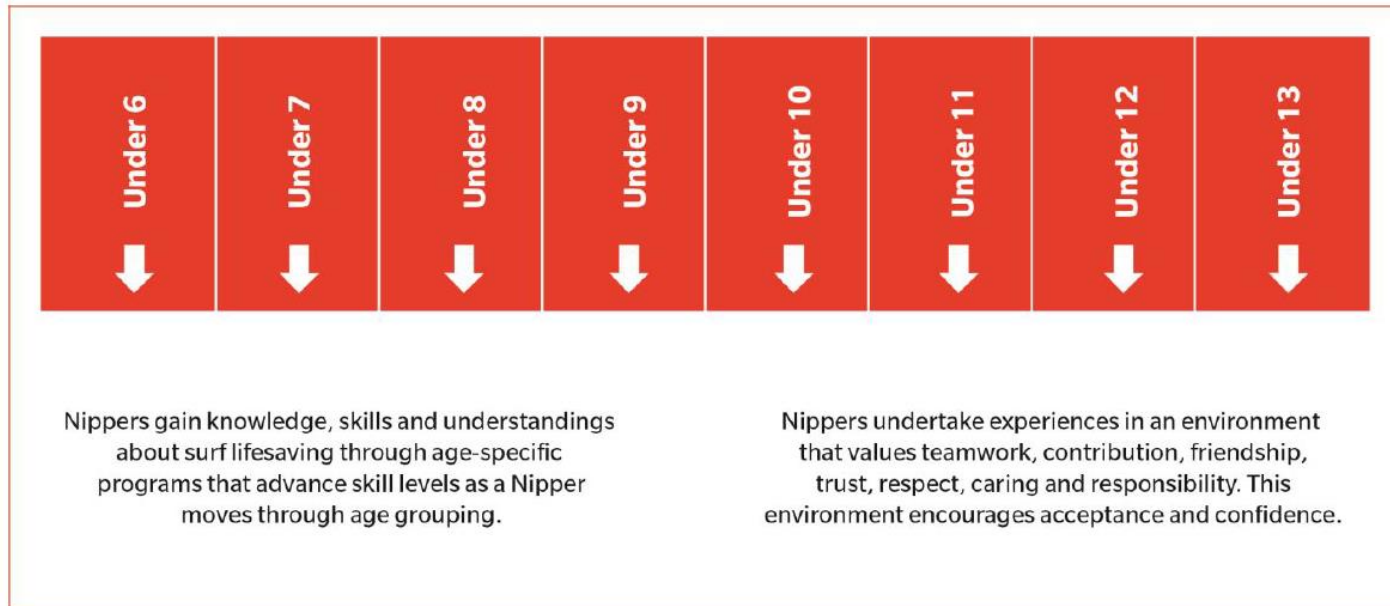 Under 6
Under 7
Under 8
Under 9
Under 10
Under 11
Under 12
Under 13
Nippers gain knowledge, skills and understandings
about surf lifesaving through age-specific
programs that advance skill levels as a Nipper
moves through age grouping.
Nippers undertake experiences in an environment
that values teamwork, contribution, friendship,
trust, respect, caring and responsibility. This
environment encourages acceptance and confidence.